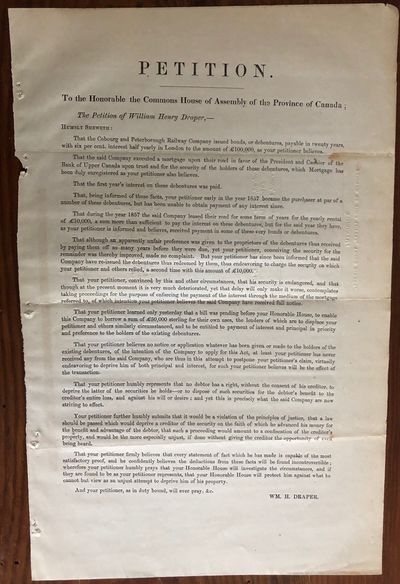 PETITION.
To the Honorable the Commons House of Assembly of the Province of Canada ;
The Petition of William Henry Draper,—
HUMBLY SHEWETH :
That the Cobourg and Peterborough Railway Company issued bonds, or debentures, payable in twenty years,
with six per cent. interest half yearly in London to the amount of £100,000, as your petitioner believes.
That the said Company executed a mortgage upon their road in favor of the President and Cashier of the
Bank of Upper Canada upon trust and for the security of the holders of these debentures, which Mortgage has
been duly registered as your petitioner also believes.
That the first year's interest on these debentures was paid.
That, being informed of these facts, your petitioner early in the year 1857 became the purchaser at par of a
number of these debentures, but has been unable to obtain payment of any interest since.
That during the year 1857 the said Company leased their road for some term of years for the yearly rental
of £10,000, a sum more than sufficient to pay the interest on these debentures, but for the said year they have,
as your petitioner is informed and believes, received payment in some of these very bonds or debentures.
That although an apparently unfair preference was given to the proprietors of the debentures thus received
by paying them off so many years before they were due, yet your petitioner, conceiving the security for the
remainder was thereby improved, made no complaint. But your petitioner has since been informed that the said
Company have re-issued the debentures thus redeemed by them, thus endeavoring to charge the security on which
your petitioner and others relied, a second time with this amount of £10,000.
That your petitioner, convinced by this and other circumstances, that his security is endangered, and that
though at the present moment it is very much deteriorated, yet that delay will only make it worse, contemplates
taking proceedings for the purpose of enforcing the payment of the interest through the medium of the mortgage
referred to, of which intention your petitioner believes the said Company have received full notice.
That your petitioner learned only yesterday that a bill was pending before your Honorable House, to enable
this Company to borrow a sum of £50,000 sterling for their own uses, the lenders of which are to displace your
petitioner and others similarly circumstanced, and to be entitled to payment of interest and principal in priority
and preference to the holders of the existing debentures.
That your petitioner believes no notice or application whatever has been given or made to the holders of the
existing debentures, of the intention of the Company to apply for this Act, at least your petitioner has never
received any from the said Company, who are thus in this attempt to postpone your petitioner's claim, virtually
endeavoring to deprive him of both principal and interest, for such your petitioner believes will be the effect of
the transaction.
That your petitioner humbly represents that no debtor has a right, without the consent of his creditor, to
deprive the latter of the securities he holds—or to dispose of such securities for the debtor's benefit to the
creditor's entire loss, and against his will or desire ; and yet this is precisely what the said Company are now
striving to effect.
Your petitioner further humbly submits that it would be a violation of the principles of justice, that a law
should be passed which would deprive a creditor of the security on the faith of which he advanced his money for
the benefit and advantage of the debtor, that such a proceeding would amount to a confiscation of the creditor's
property, and would be the more especially unjust, if done without giving the creditor the opportunity of even
being heard.
That your petitioner firmly believes that every statement of fact which he has made is capable of the most
satisfactory proof, and he confidently believes the deductions from these facts will be found incontrovertible ;
wherefore your petitioner humbly prays that your Honorable House will investigate the circumstances, and if
they are found to be as your petitioner represents, that your Honorable House will protect him against what he
cannot but view as an unjust attempt to deprive him of his property.
And your petitioner, as in duty bound, will ever pray, &c.
WM. H. DRAPER.